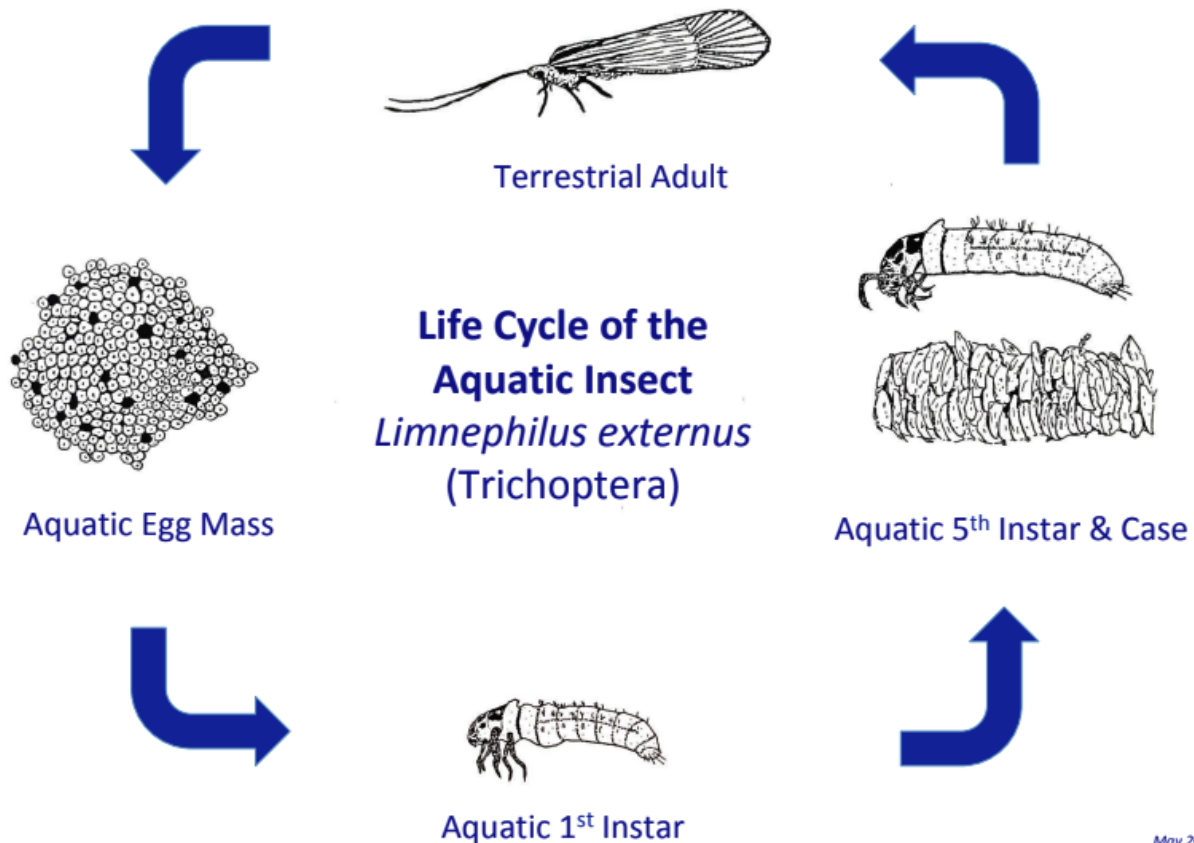 Terrestrial Adult
Life Cycle of the
Aquatic Insect
Limnephilus externus
(Trichoptera)
Aquatic Egg Mass
Aquatic 5th Instar & Case
Aquatic 1st Instar
May